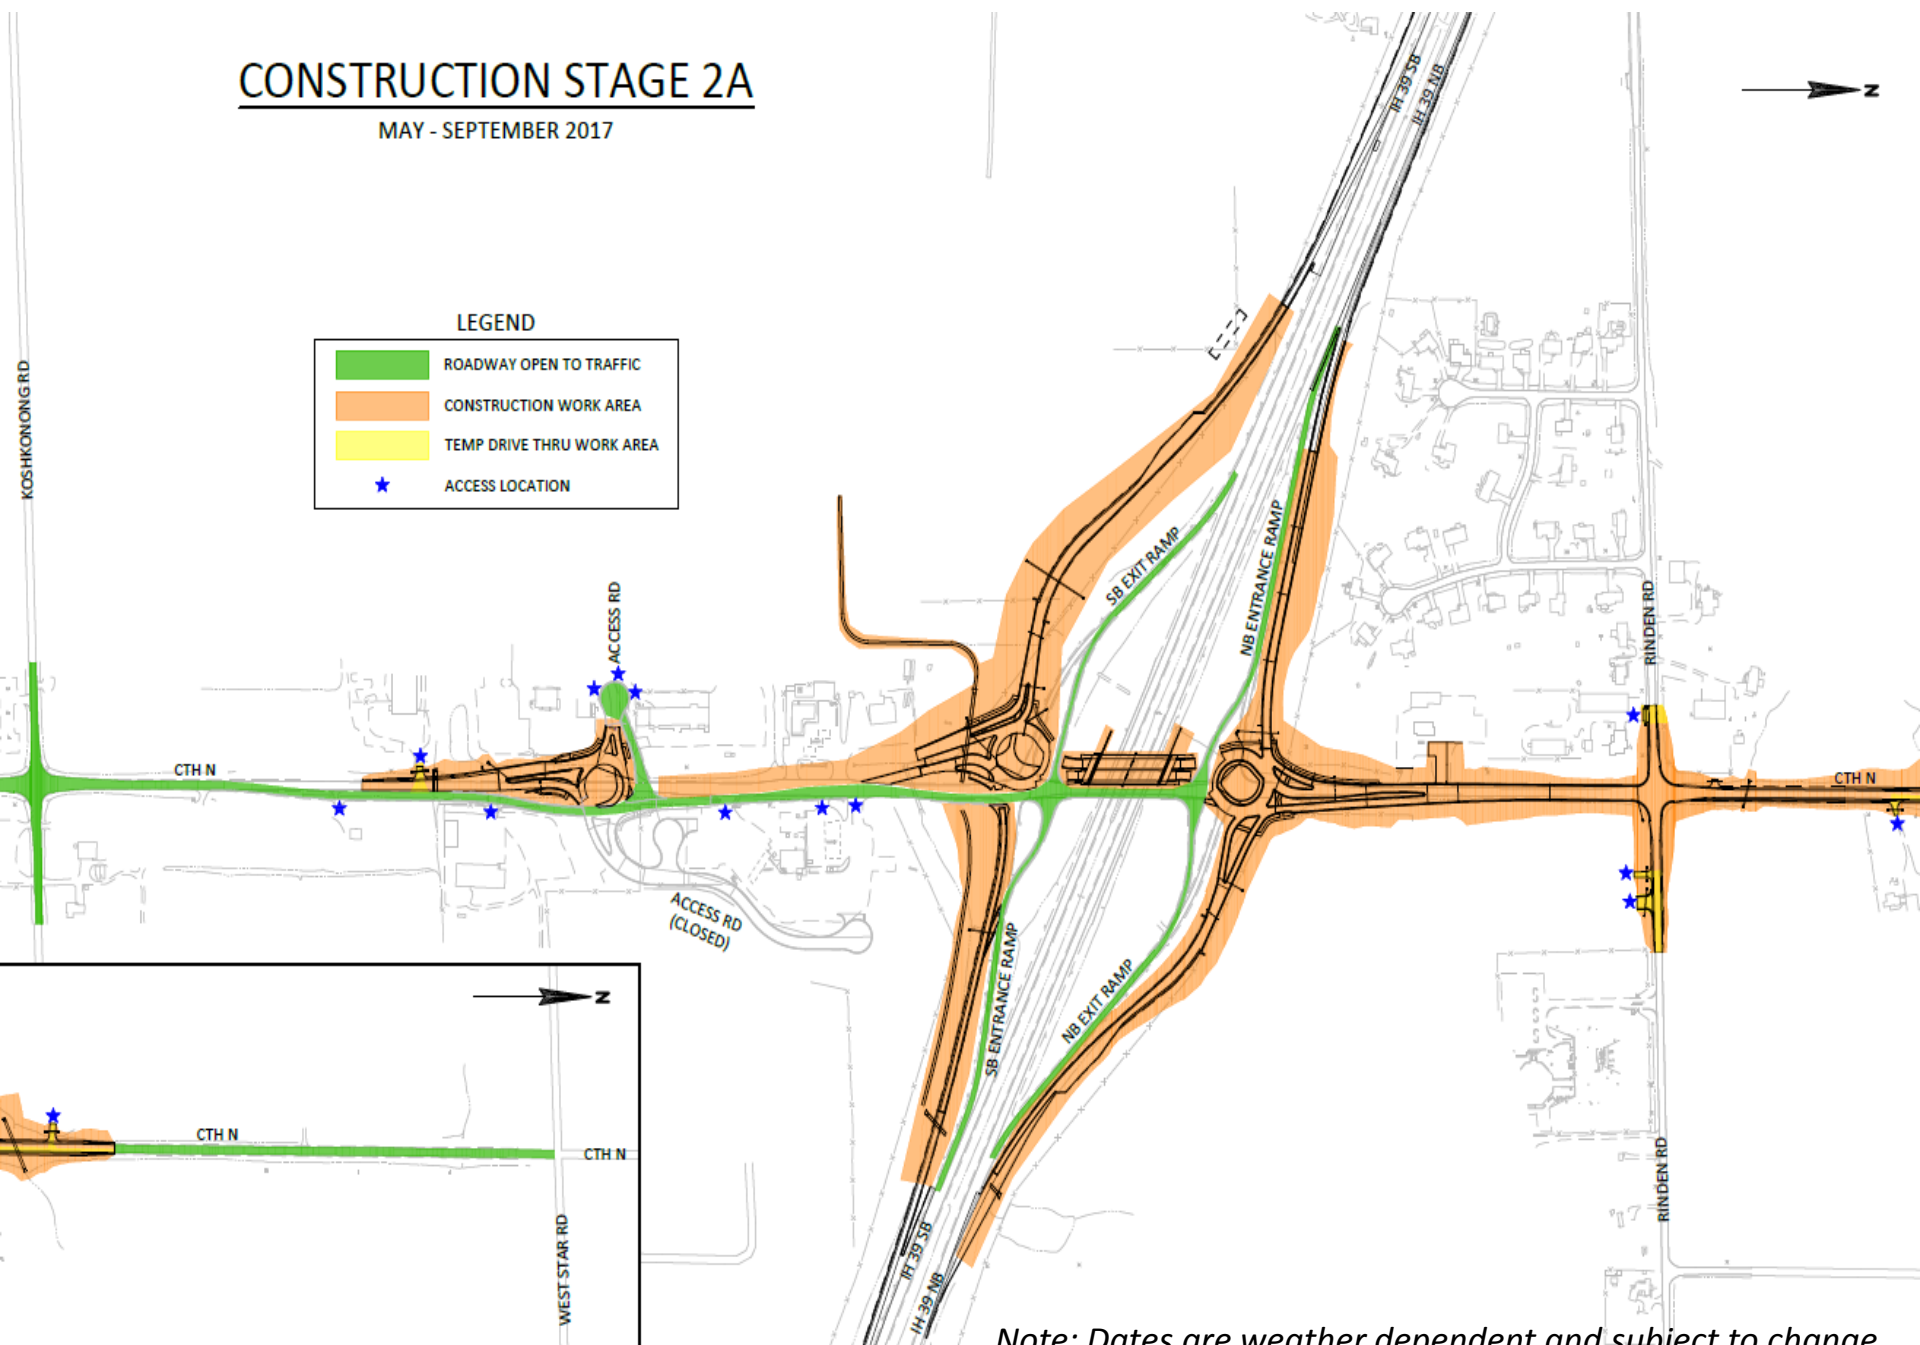 CONSTRUCTION STAGE 2A
MAY - SEPTEMBER 2017
N
IH 39 SB
IH 39 NB
LEGEND
ROADWAY OPEN TO TRAFFIC
CONSTRUCTION WORK AREA
TEMP DRIVE THRU WORK AREA
ACCESS LOCATION
KOSHKONONG RD
SB EXIT RAMP
NB ENTRANCE RAMP
ACCESS RD
RINDEN RD
CTH N
CTH N
ACCESS RD
(CLOSED)
SB ENTRANCE RAMP
NB EXIT RAMP
N
CTH N
CTH N
WEST STAR RD
RINDEN RD
IH 39 SB
IH 39 NB
Note: Dates are weather dependent and subject to change